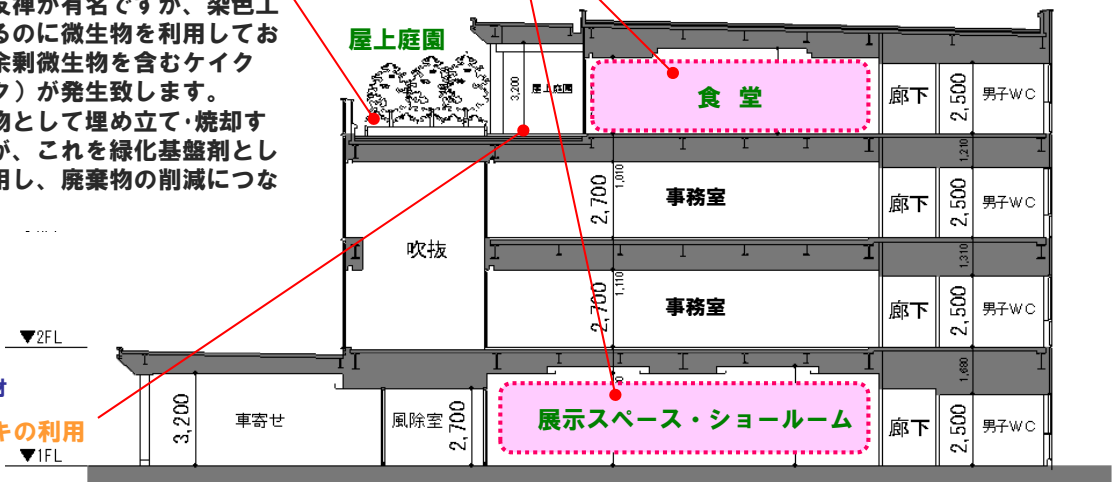 友禅が有名ですが、染色工
るのに微生物を利用してお
余剰微生物を含むケイク
ク）が発生致します。
物として埋め立て･焼却す
が、これを緑化基盤剤とし
用し、廃棄物の削減につな
屋上庭園
3,200
屋上庭園
食 堂
廊下
2,500
男子WC
1,210
2,700
1,010
事務室
廊下
2,500
男子WC
吹抜
1,310
2,700
1,110
事務室
廊下
2,500
男子WC
▼2FL
1,680
オ
キの利用
▼1FL
3,200
車寄せ
風除室
2,700
展示スペース・ショールーム
廊下
2,500
男子WC